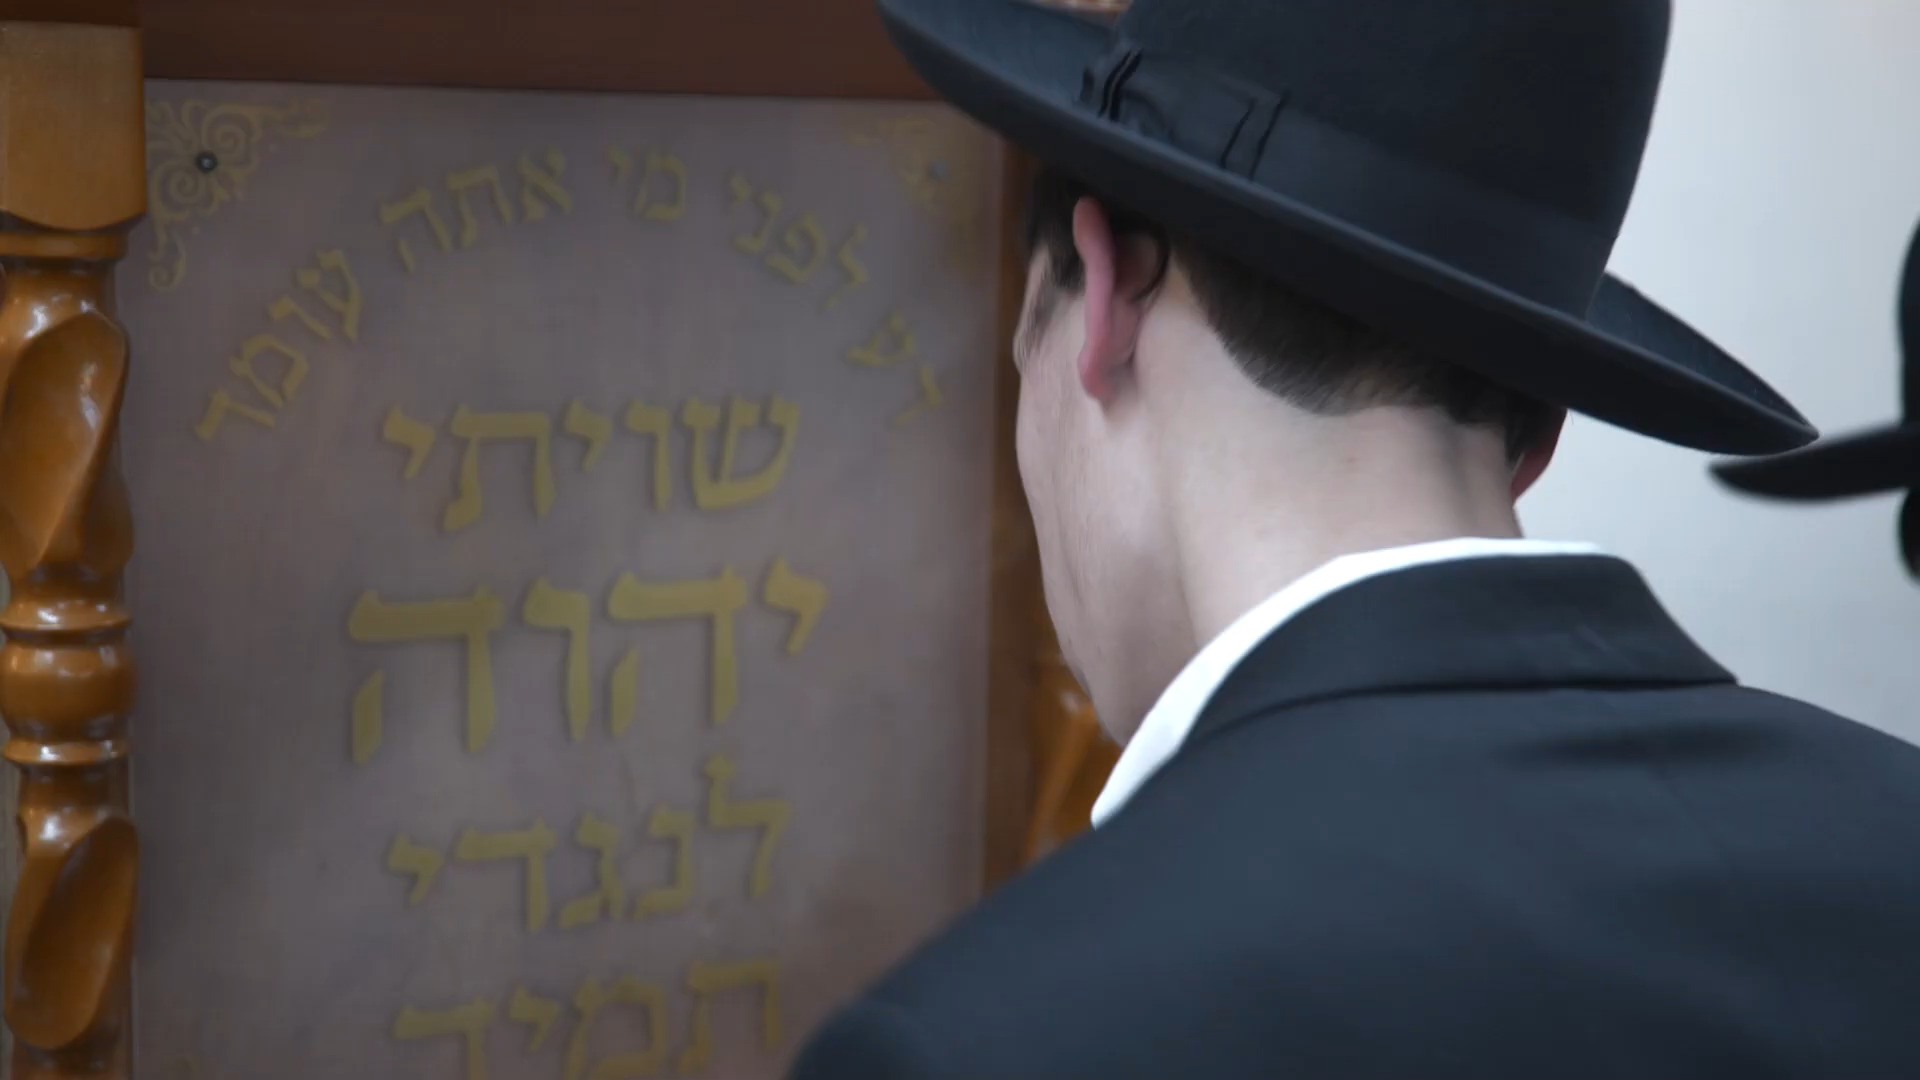 דע לפני מי אתה עומד
שויתי
יהוה
לנגדי
תמיד